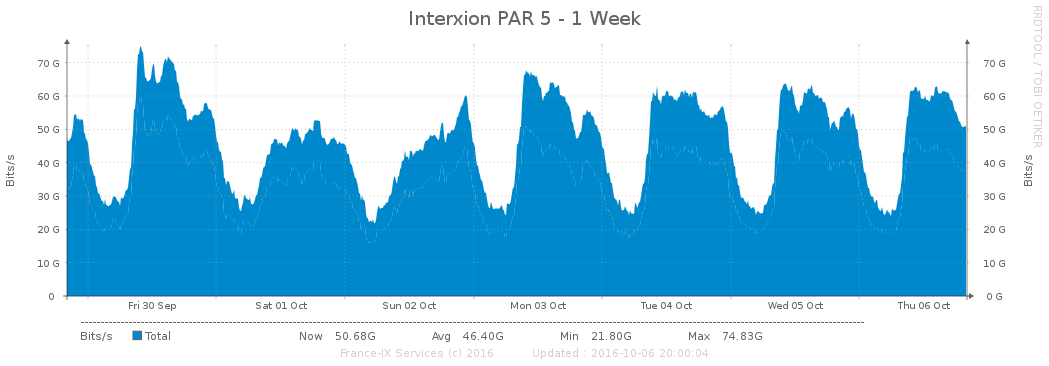 Interxion PAR 5 - 1 Week
RRDTOOL / TOBI OETIKER
Bits/s
70 G
60 G
50 G
40 G
30 G
20 G
10 G
0
70 G
60 G
50 G
40 G
30 G
20 G
10 G
0 G
Bits/s
Fri 30 Sep Sat 01 Oct Sun 02 Oct Mon 03 Oct Tue 04 Oct Wed 05 Oct Thu 06 Oct
Bits/s Total Now 50.68G Avg 46.40G Min 21.80G Max 74.83G
France-IX Services (c) 2016 Updated : 2016-10-06 20:00:04